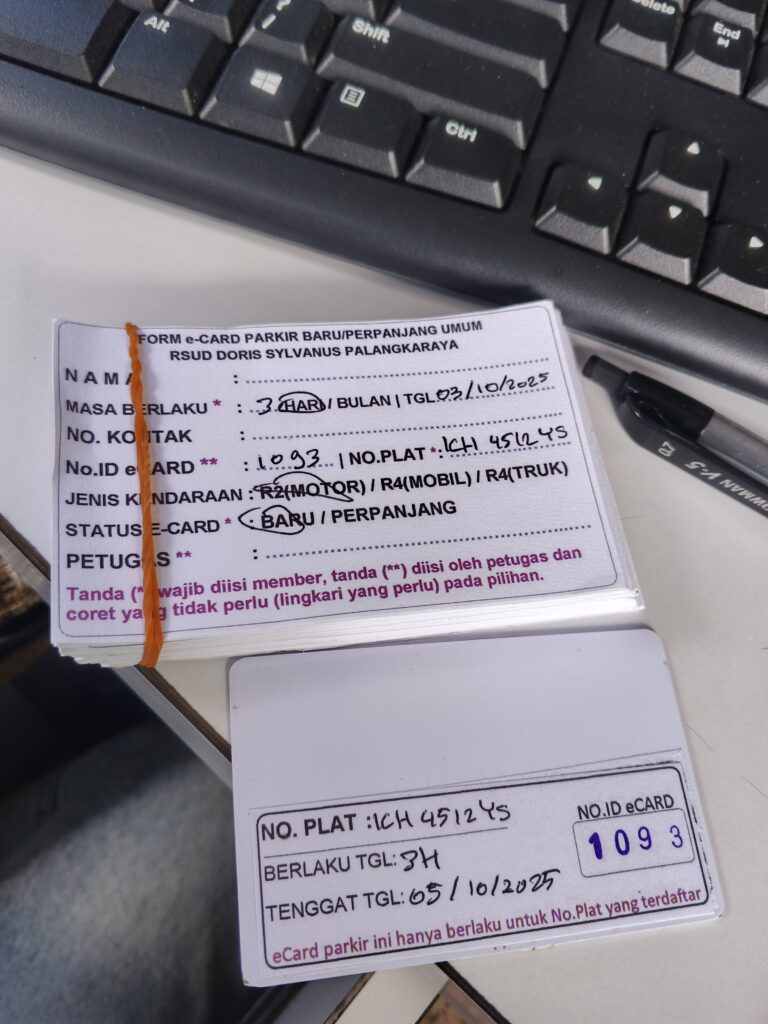 Alt
?
/
Shift
Delete
End
Ctrl
FORM e-CARD PARKIR BARU/PERPANJANG UMUM
RSUD DORIS SYLVANUS PALANGKARAYA
NAMA :
MASA BERLAKU * : 3 HARI / BULAN | TGL 03/10/2025
NO. KONTAK :
No.ID eCARD ** : 1093 | NO.PLAT *: KH 4512 YS
JENIS KENDARAAN : R2(MOTOR) / R4(MOBIL) / R4(TRUK)
STATUS E-CARD * : BARU / PERPANJANG
PETUGAS ** :
Tanda (*) wajib diisi member, tanda (**) diisi oleh petugas dan
coret yang tidak perlu (lingkari yang perlu) pada pilihan.
BOWMAN V-5
NO. PLAT : KH 4512 YS
NO.ID eCARD
1093
BERLAKU TGL: 3H
TENGGAT TGL: 05/10/2025
eCard parkir ini hanya berlaku untuk No.Plat yang terdaftar